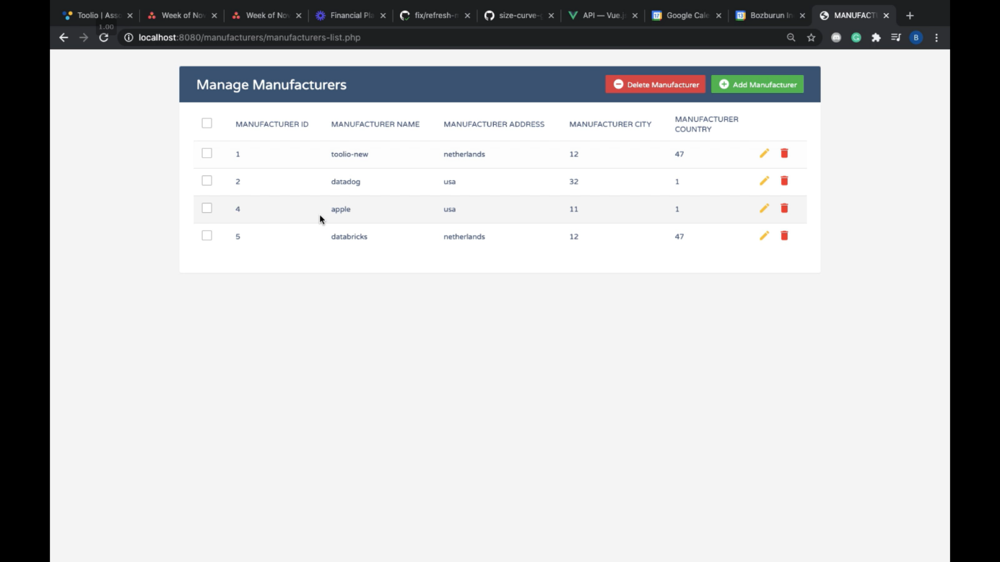 Toolio | Asso
Week of Nov
Week of Nov
Financial Pla
fix/refresh-n
size-curve-g
API — Vue.js
Google Cale
Bozburun In
MANUFACTU
1.00
localhost:8080/manufacturers/manufacturers-list.php
B
Manage Manufacturers
Delete Manufacturer
Add Manufacturer
MANUFACTURER ID
MANUFACTURER NAME
MANUFACTURER ADDRESS
MANUFACTURER CITY
MANUFACTURER
COUNTRY
1 toolio-new netherlands 12 47
2 datadog usa 32 1
4 apple usa 11 1
5 databricks netherlands 12 47